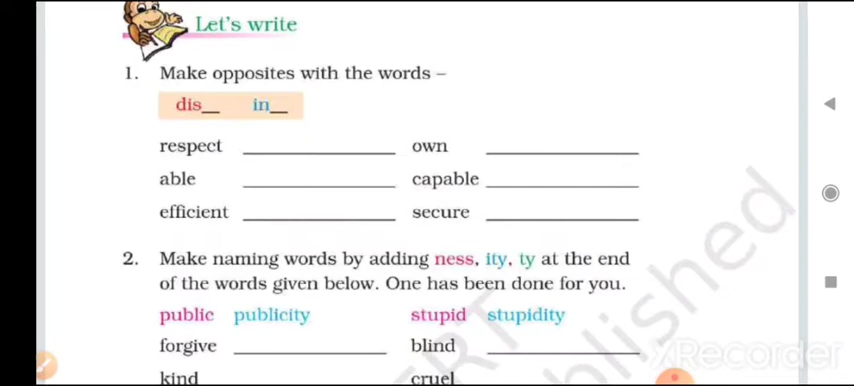 Let's write
1. Make opposites with the words –
dis__ in__
respect ____________ own ____________
able ____________ capable ____________
efficient ____________ secure ____________
2. Make naming words by adding ness, ity, ty at the end
of the words given below. One has been done for you.
public publicity stupid stupidity
forgive ____________ blind ____________
kind cruel
XRecorder